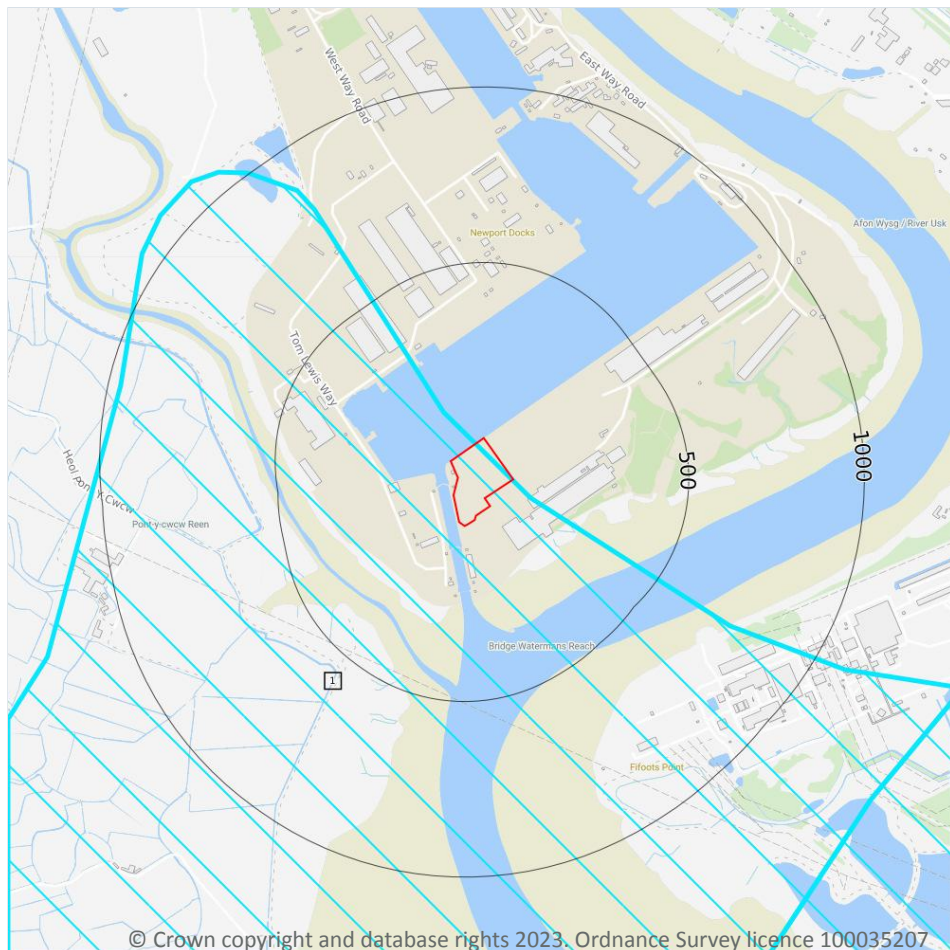 West Way Road
East Way Road
Newport Docks
Afon Wysg / River Usk
Tom Lewis Way
500
1000
Heol Pont y Cwcw
Pont-y-cwcw Reen
Bridge Watermans Reach
1
Fifoots Point
© Crown copyright and database rights 2023. Ordnance Survey licence 100035207